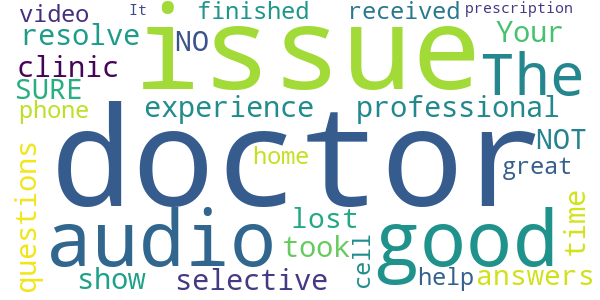 video It finished received prescription
resolve NO issue Your
clinic The
SURE
phone experience professional
doctor NOT
home great
questions audio lost good time
took cell
show selective help answers